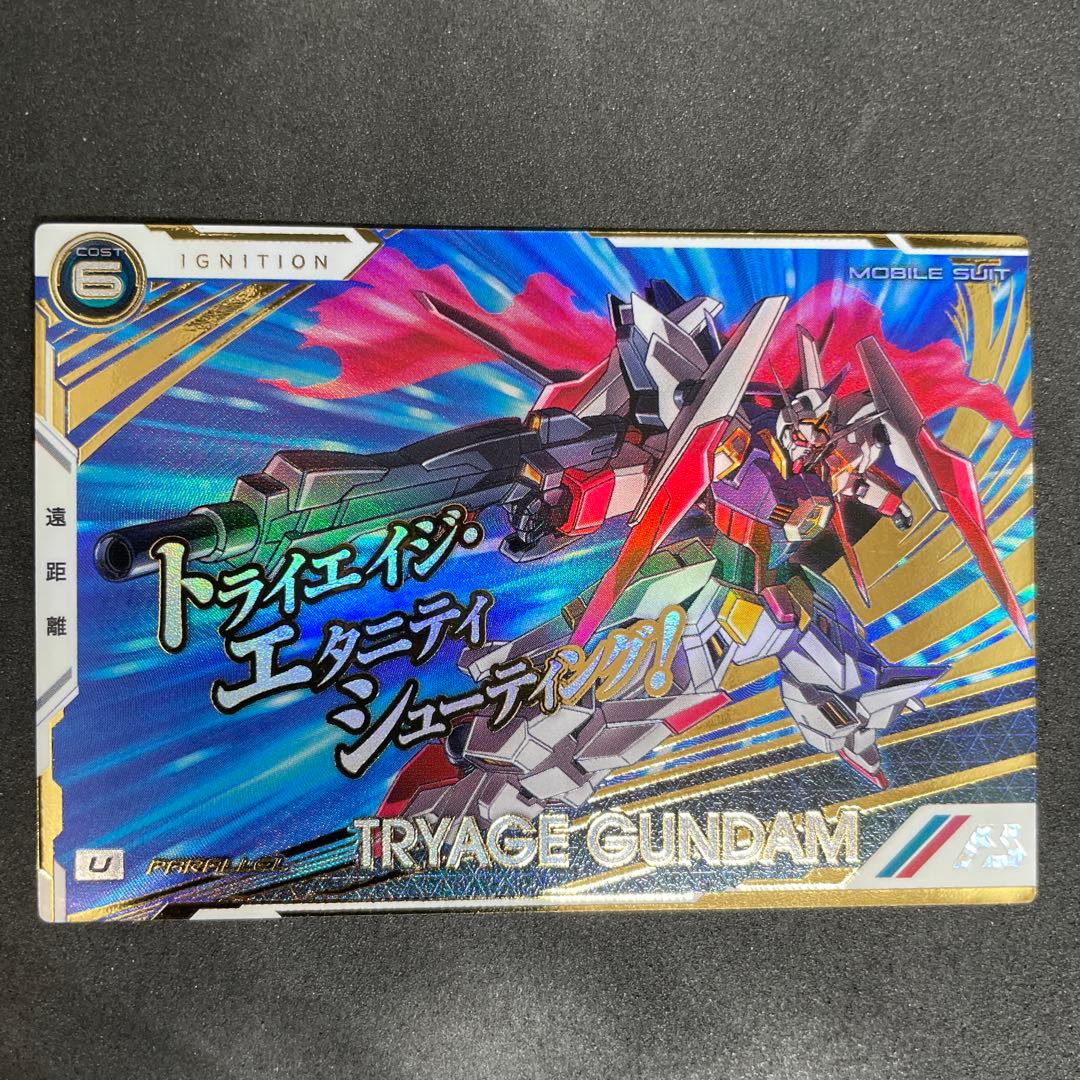 COST
6
IGNITION
MOBILE SUIT
遠距離
トライエイジ・
エタニティ
シューティング!
TRYAGE GUNDAM
U
PARALLEL
AB